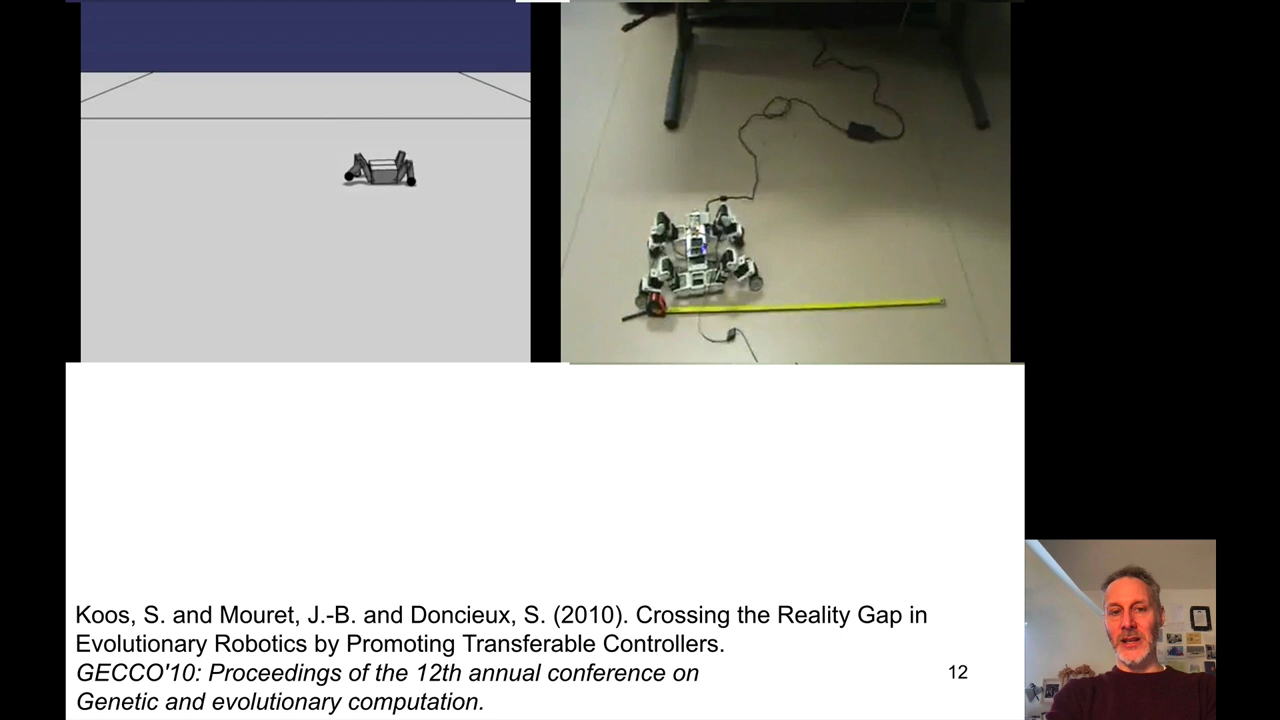 Koos, S. and Mouret, J.-B. and Doncieux, S. (2010). Crossing the Reality Gap in
Evolutionary Robotics by Promoting Transferable Controllers.
GECCO'10: Proceedings of the 12th annual conference on
Genetic and evolutionary computation.
12